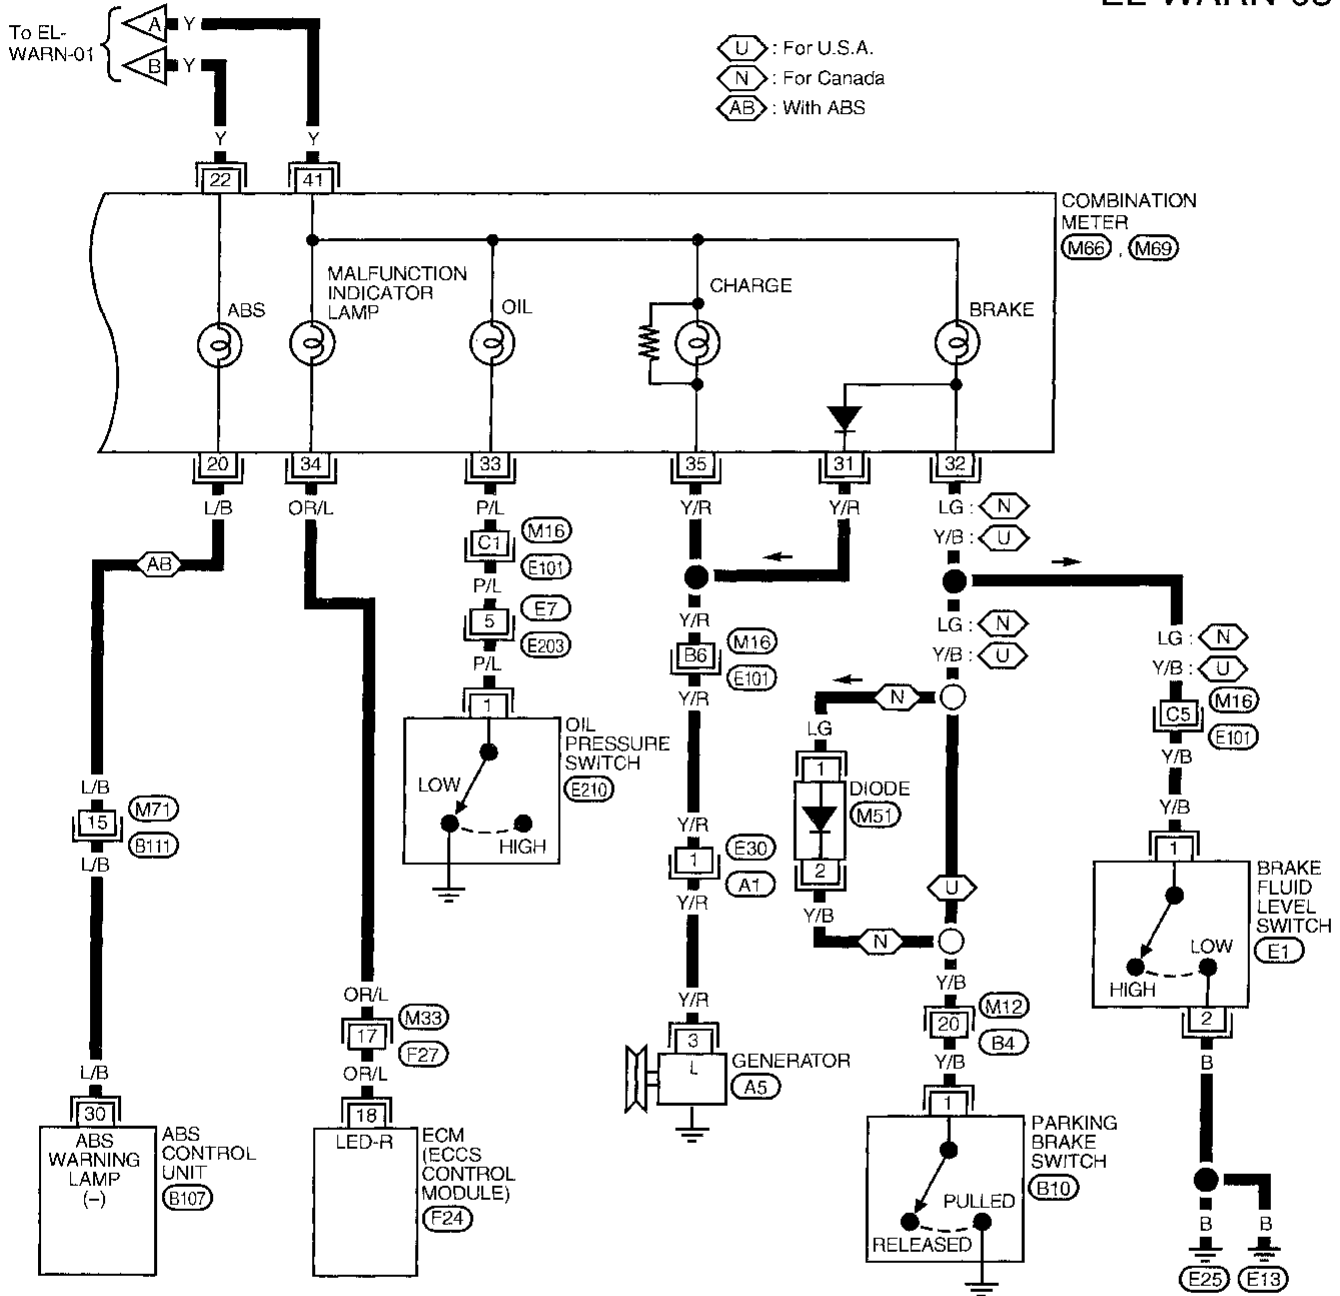 To EL-
WARN-01
A Y
B Y
U : For U.S.A.
N : For Canada
AB : With ABS
Y Y
22 41
COMBINATION
METER
M66 , M69
MALFUNCTION
INDICATOR
LAMP
ABS
OIL
CHARGE
BRAKE
20 34 33 35 31 32
L/B OR/L P/L Y/R Y/R LG : N
Y/B : U
AB
C1 M16
E101
P/L
5 E7
E203
P/L
1
OIL
PRESSURE
SWITCH
E210
LOW
HIGH
Y/R
B6 M16
E101
Y/R
Y/R
1 E30
A1
Y/R
Y/R
3
L
GENERATOR
A5
LG : N
Y/B : U
N
LG
1
DIODE
M51
2
Y/B
U
N
Y/B
20 M12
B4
Y/B
1
PARKING
BRAKE
SWITCH
B10
PULLED
RELEASED
LG : N
Y/B : U
C5 M16
E101
Y/B
Y/B
1
BRAKE
FLUID
LEVEL
SWITCH
E1
LOW
HIGH
2
B
B B
E25 E13
L/B
15 M71
B111
L/B
L/B
30
ABS
WARNING
LAMP
(–)
ABS
CONTROL
UNIT
B107
OR/L
17 M33
F27
OR/L
18
LED-R
ECM
(ECCS
CONTROL
MODULE)
F24